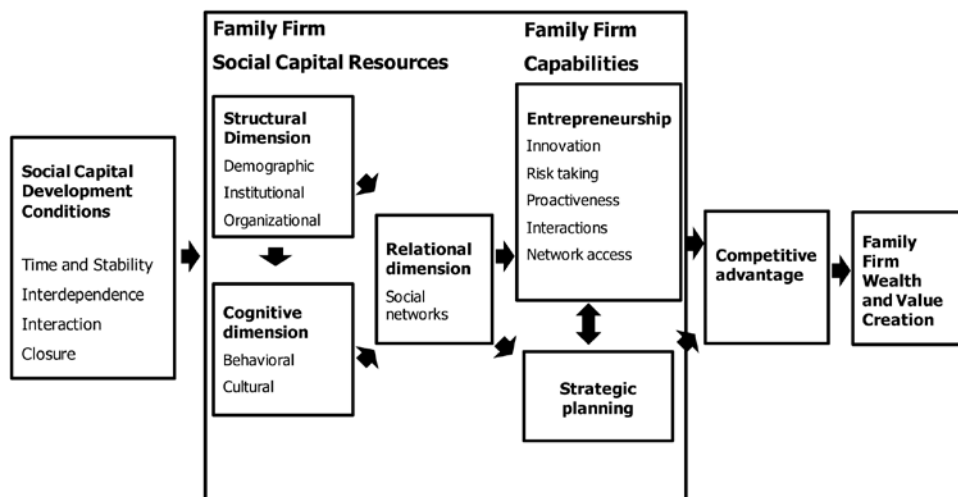 Family Firm
Social Capital Resources
Family Firm
Capabilities
Social Capital
Development
Conditions
Time and Stability
Interdependence
Interaction
Closure
Structural
Dimension
Demographic
Institutional
Organizational
Cognitive
dimension
Behavioral
Cultural
Relational
dimension
Social
networks
Entrepreneurship
Innovation
Risk taking
Proactiveness
Interactions
Network access
Strategic
planning
Competitive
advantage
Family
Firm
Wealth
and Value
Creation